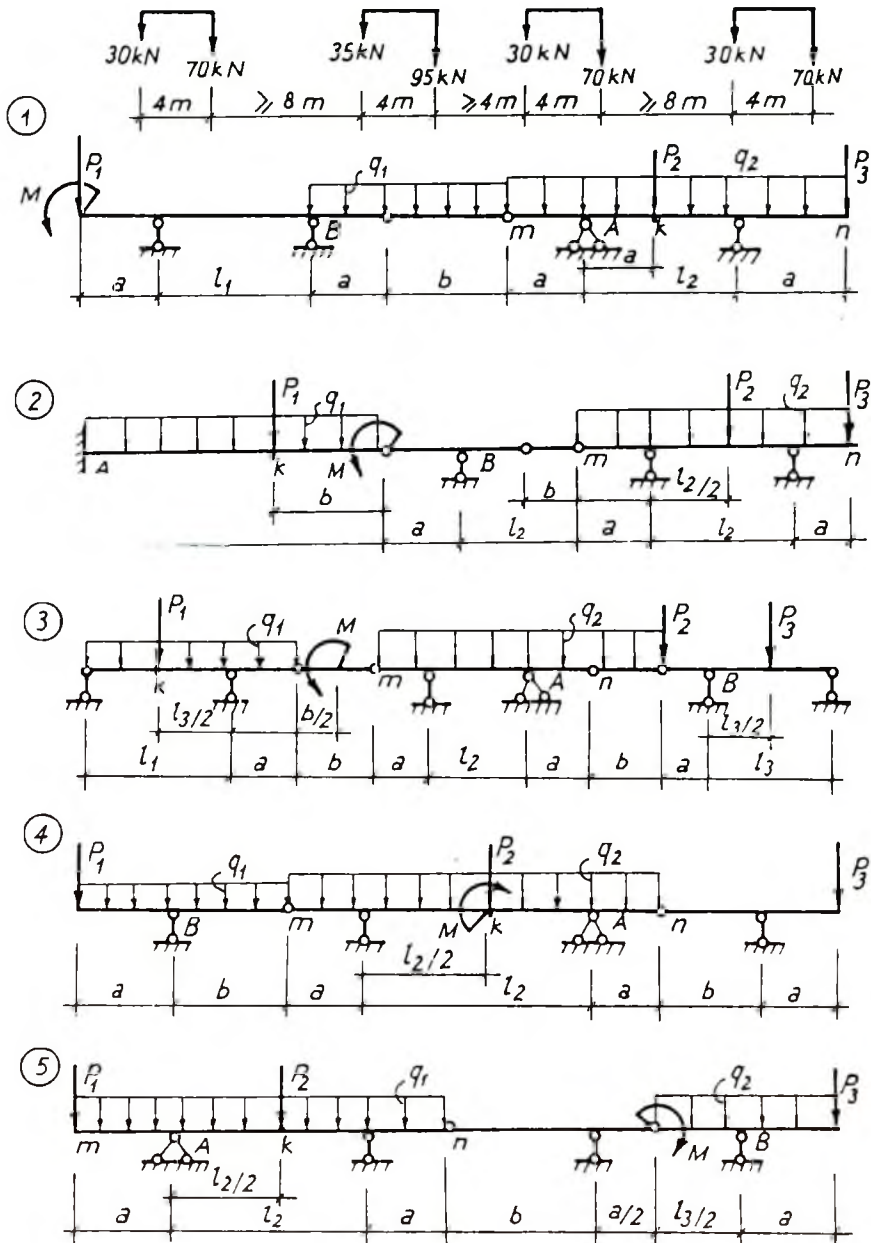 30kN 70kN 35kN 95kN 30kN 70kN 30kN 70kN
4m ⩾8m 4m ⩾4m 4m ⩾8m 4m
1
P1 P2 P3
M q1 q2
B m A k n
a
a l1 a b a l2 a
2
P1 q1 P2 q2 P3
A k M B m n
b b l2/2
a l2 a l2 a
3
P1 q1 M q2 P2 P3
k m A n B
l3/2 b/2 l3/2
l1 a b a l2 a b a l3
4
P1 q1 P2 q2 P3
B m M k A n
l2/2
a b a l2 a b a
5
P1 P2 q1 q2 P3
m A k n M B
l2/2
a l2 a b a/2 l3/2 a